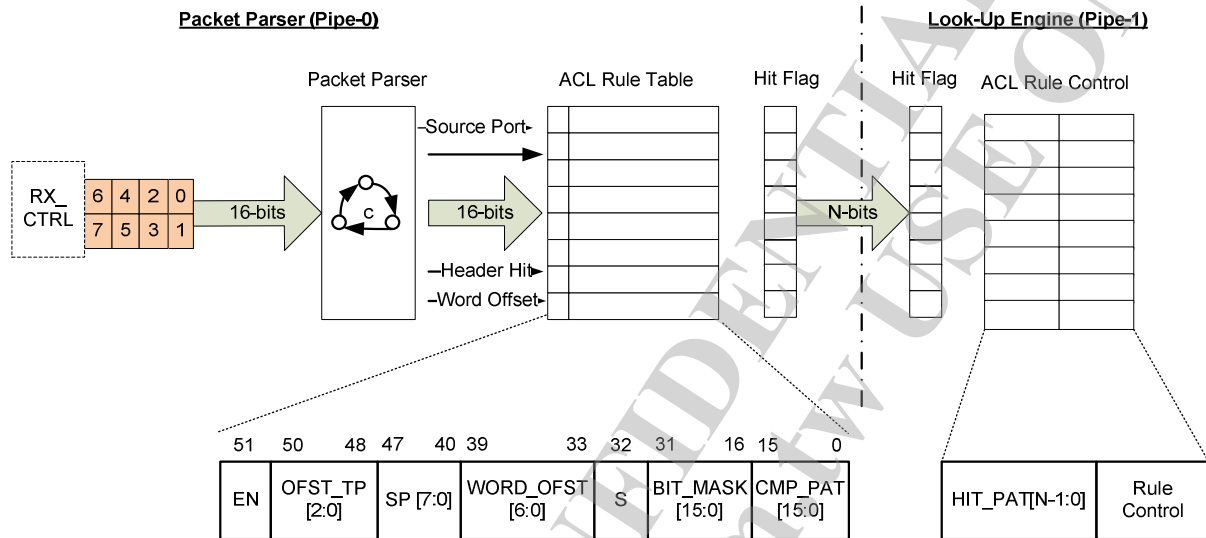 Packet Parser (Pipe-0)
Look-Up Engine (Pipe-1)
Packet Parser
ACL Rule Table
Hit Flag
Hit Flag
ACL Rule Control
Source Port
RX_
CTRL
6 4 2 0
7 5 3 1
16-bits
c
16-bits
N-bits
Header Hit
Word Offset
51 50 48 47 40 39 33 32 31 16 15 0
EN
OFST_TP
[2:0]
SP [7:0]
WORD_OFST
[6:0]
S
BIT_MASK
[15:0]
CMP_PAT
[15:0]
HIT_PAT[N-1:0]
Rule
Control